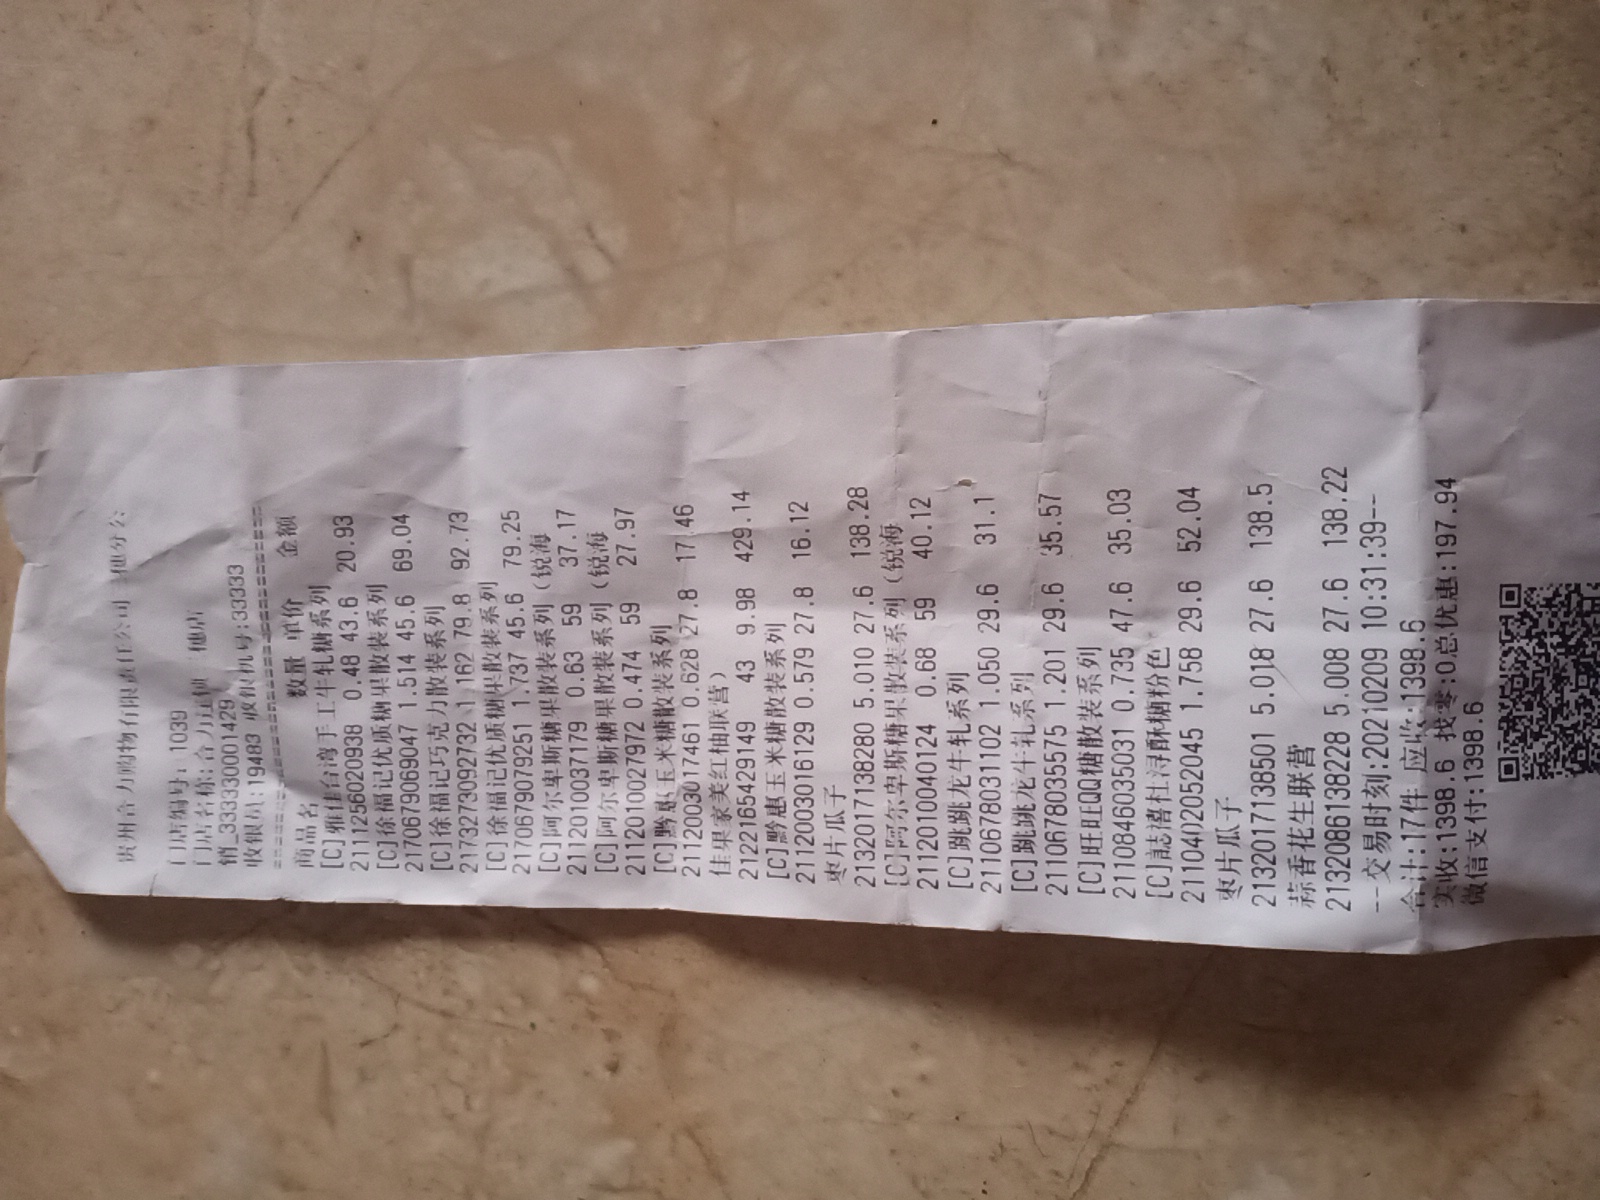 贵州合力购物有限责任公司 地分公
门店编号: 1039
门店名称:合力 地店
销_3333300001429
收银员:19483 收银机号:33333
================================
商品名 数量 单价 金额
[C]雅佳台湾手工牛轧糖系列
2111256020938 0.48 43.6 20.93
[C]徐福记优质糖果散装系列
2170679069047 1.514 45.6 69.04
[C]徐福记巧克力散装系列
2173273092732 1.162 79.8 92.73
[C]徐福记优质糖果散装系列
2170679079251 1.737 45.6 79.25
[C]阿尔卑斯糖果散装系列(锐海
2112010037179 0.63 59 37.17
[C]阿尔卑斯糖果散装系列(锐海
2112010027972 0.474 59 27.97
[C]黔惠玉米糖散装系列
2112003017461 0.628 27.8 17.46
佳果家美红柚联营)
2122165429149 43 9.98 429.14
[C]黔惠玉米糖散装系列
2112003016129 0.579 27.8 16.12
枣片瓜子
2132017138280 5.010 27.6 138.28
[C]阿尔卑斯糖果散装系列(锐海
2112010040124 0.68 59 40.12
[C]跳跳龙牛轧系列
2110678031102 1.050 29.6 31.1
[C]跳跳龙牛轧系列
2110678035575 1.201 29.6 35.57
[C]旺旺QQ糖散装系列
2110846035031 0.735 47.6 35.03
[C]誌禧杜浔酥糖粉色
2110402052045 1.758 29.6 52.04
枣片瓜子
2132017138501 5.018 27.6 138.5
蒜香花生联营
2132086138228 5.008 27.6 138.22
--交易时刻:20210209 10:31:39--
合计:17件 应收:1398.6
实收:1398.6 找零:0总优惠:197.94
微信支付:1398.6